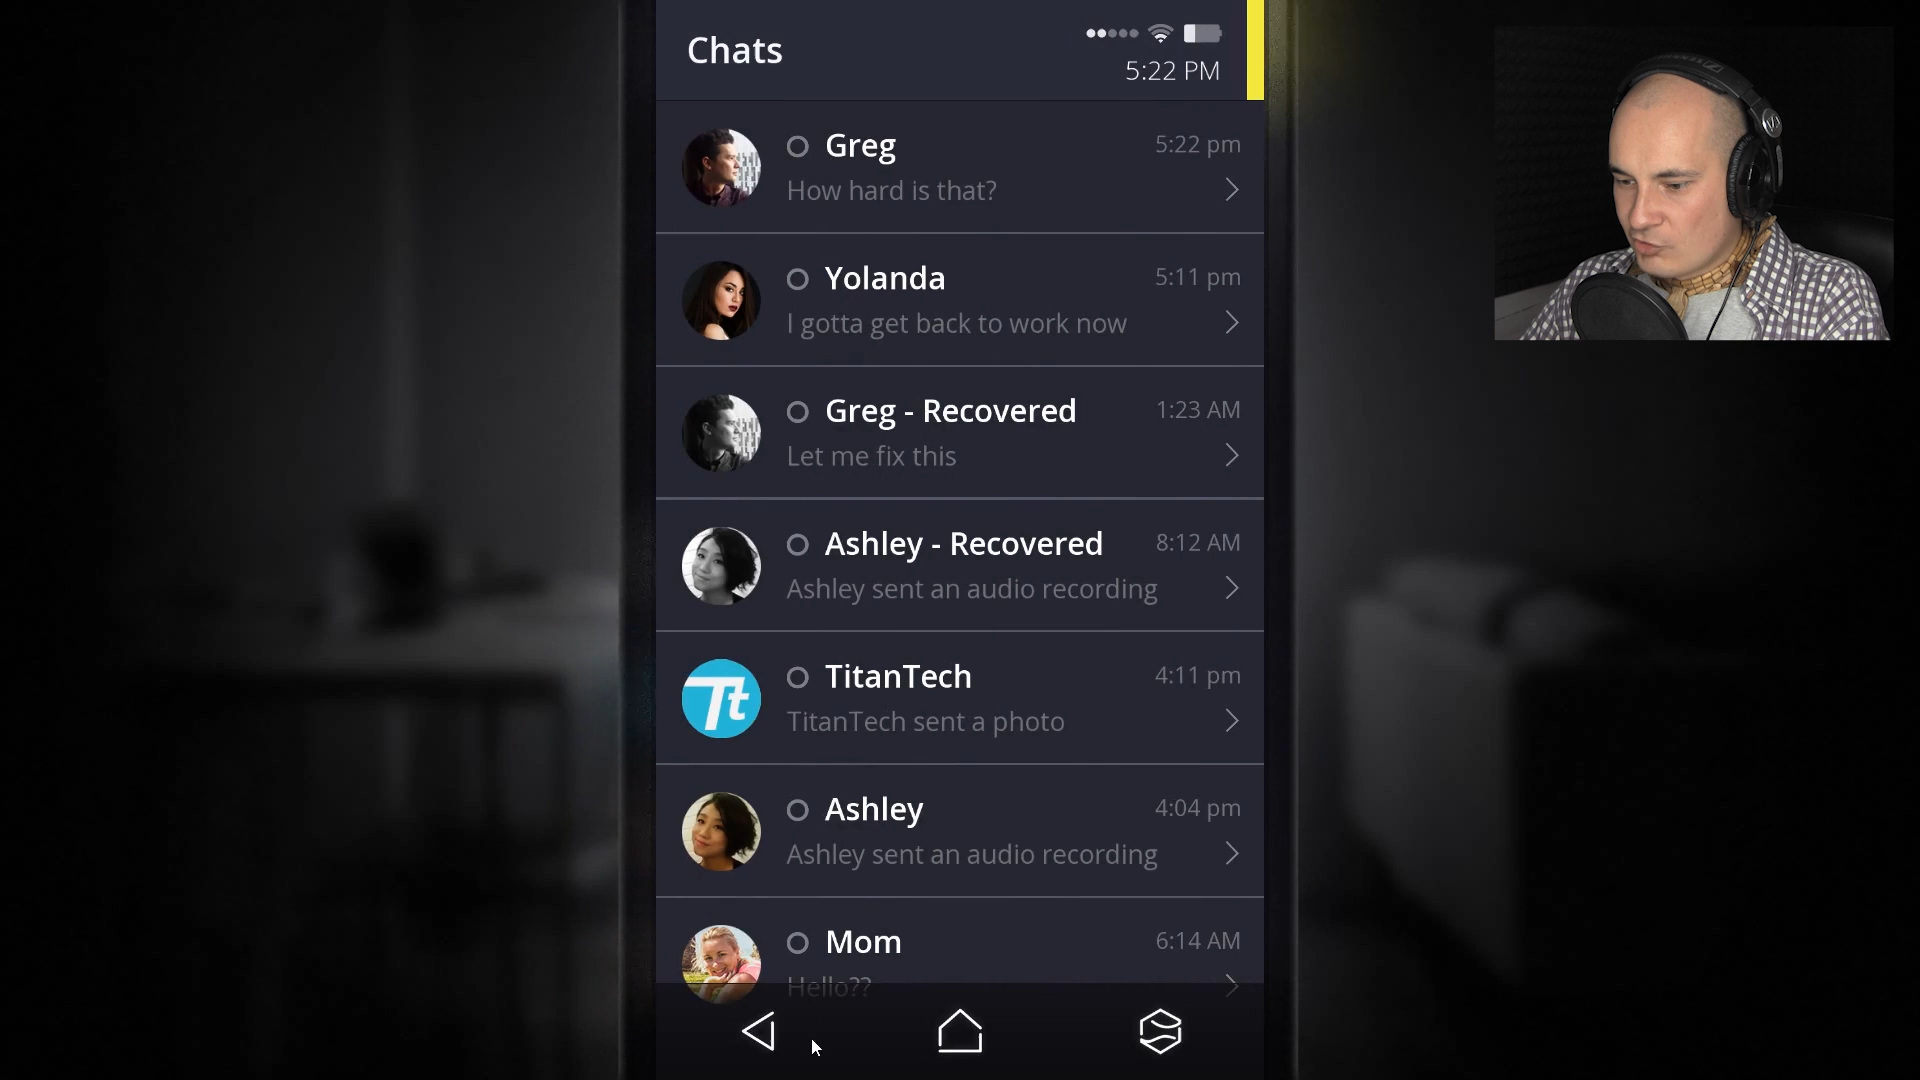 Chats
5:22 PM
Greg 5:22 pm
How hard is that?
Yolanda 5:11 pm
I gotta get back to work now
Greg - Recovered 1:23 AM
Let me fix this
Ashley - Recovered 8:12 AM
Ashley sent an audio recording
Tt
TitanTech 4:11 pm
TitanTech sent a photo
Ashley 4:04 pm
Ashley sent an audio recording
Mom 6:14 AM
Hello??